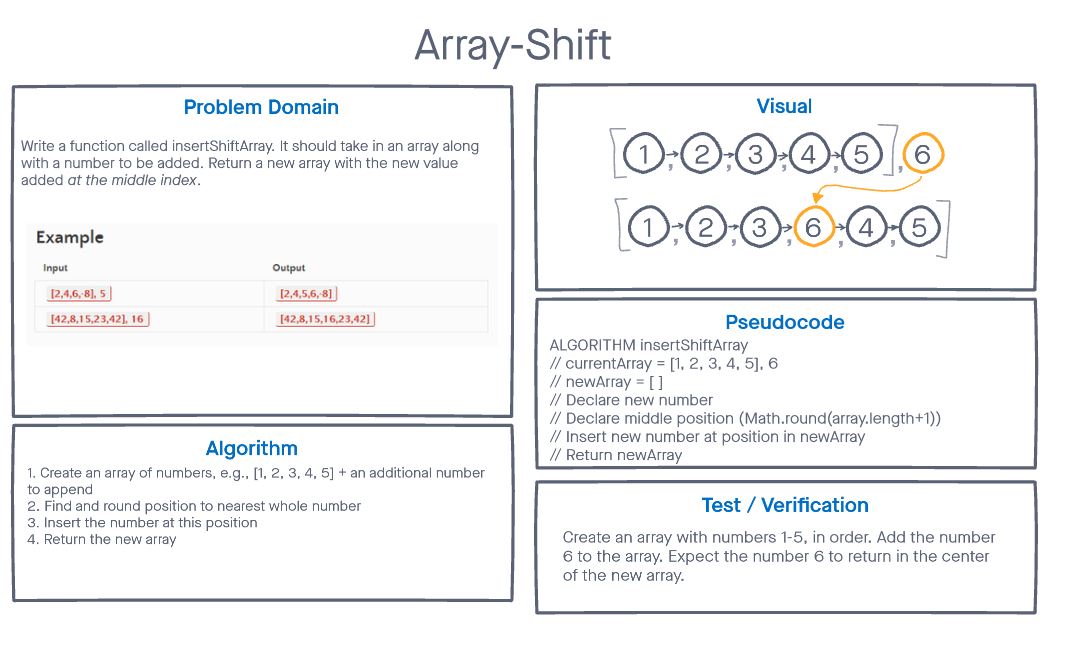 Array-Shift
Problem Domain
Write a function called insertShiftArray. It should take in an array along
with a number to be added. Return a new array with the new value
added at the middle index.
Example
Input Output
[2,4,6,-8], 5 [2,4,5,6,-8]
[42,8,15,23,42], 16 [42,8,15,16,23,42]
Algorithm
1. Create an array of numbers, e.g., [1, 2, 3, 4, 5] + an additional number
to append
2. Find and round position to nearest whole number
3. Insert the number at this position
4. Return the new array
Visual
[1, 2, 3, 4, 5], 6
[1, 2, 3, 6, 4, 5]
Pseudocode
ALGORITHM insertShiftArray
// currentArray = [1, 2, 3, 4, 5], 6
// newArray = [ ]
// Declare new number
// Declare middle position (Math.round(array.length+1))
// Insert new number at position in newArray
// Return newArray
Test / Verification
Create an array with numbers 1-5, in order. Add the number
6 to the array. Expect the number 6 to return in the center
of the new array.